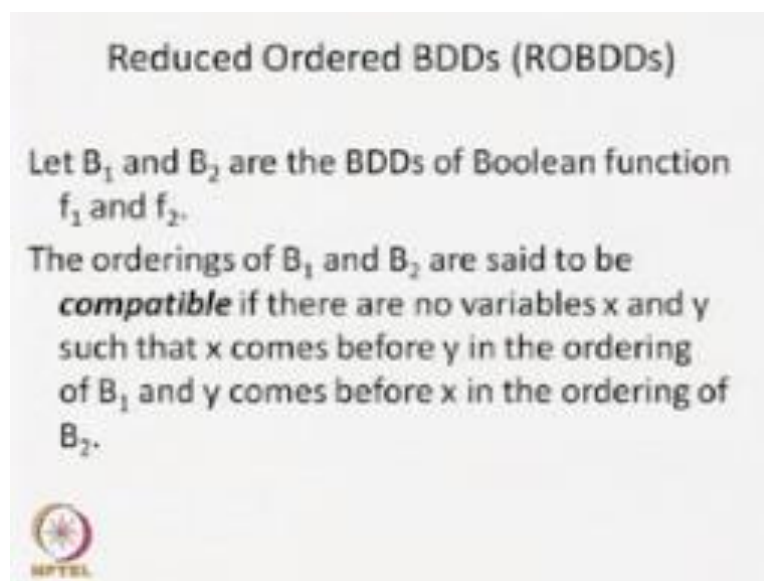 Reduced Ordered BDDs (ROBDDs)
Let B₁ and B₂ are the BDDs of Boolean function
f₁ and f₂.
The orderings of B₁ and B₂ are said to be
compatible if there are no variables x and y
such that x comes before y in the ordering
of B₁ and y comes before x in the ordering of
B₂.
NPTEL